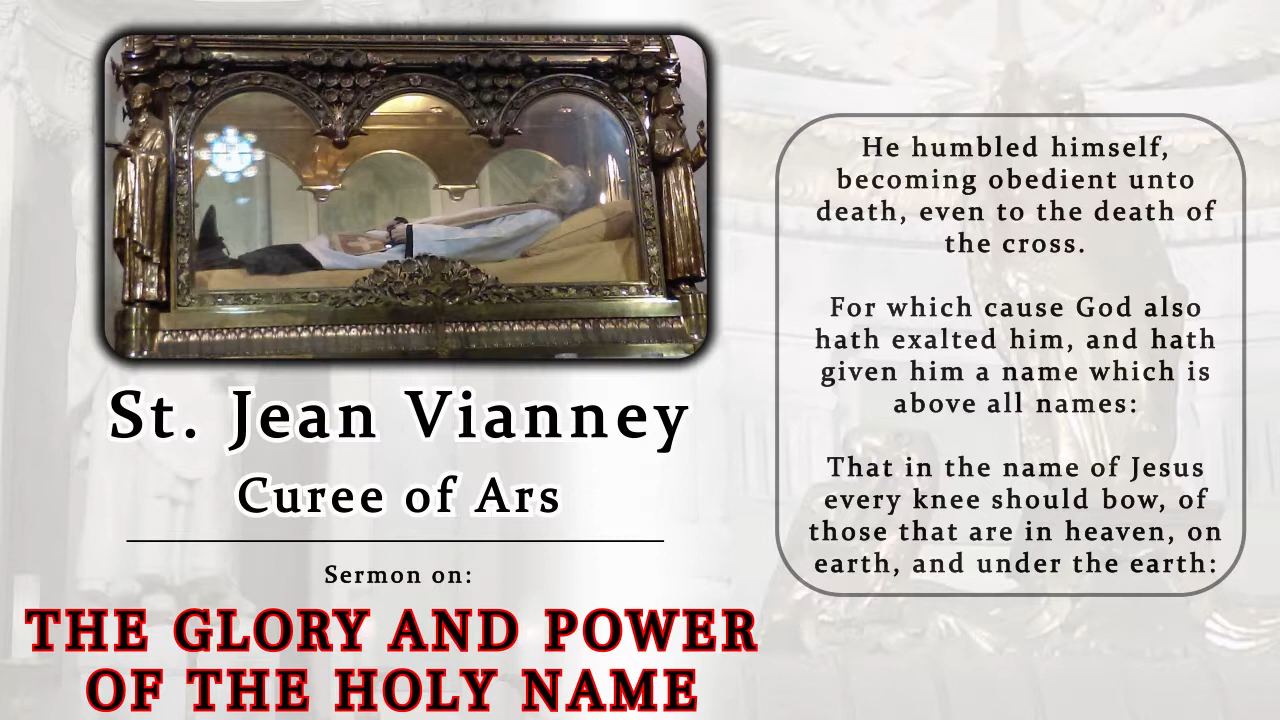 St. Jean Vianney
Curee of Ars
Sermon on:
THE GLORY AND POWER
OF THE HOLY NAME
He humbled himself,
becoming obedient unto
death, even to the death of
the cross.
For which cause God also
hath exalted him, and hath
given him a name which is
above all names:
That in the name of Jesus
every knee should bow, of
those that are in heaven, on
earth, and under the earth: